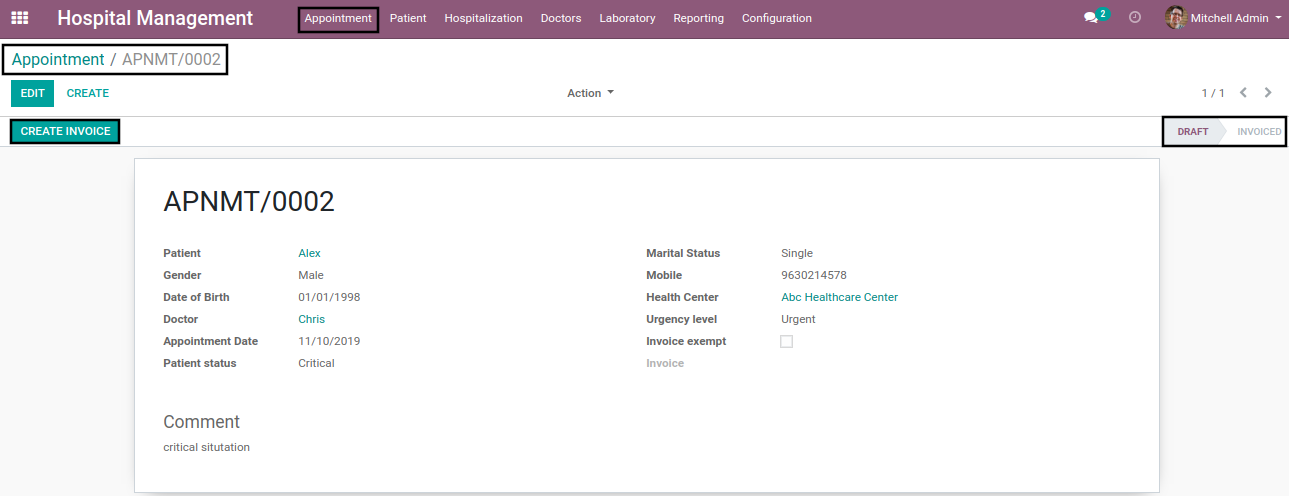 Hospital Management Appointment Patient Hospitalization Doctors Laboratory Reporting Configuration 2 Mitchell Admin
Appointment / APNMT/0002
EDIT CREATE Action 1 / 1
CREATE INVOICE DRAFT INVOICED
APNMT/0002
Patient Alex Marital Status Single
Gender Male Mobile 9630214578
Date of Birth 01/01/1998 Health Center Abc Healthcare Center
Doctor Chris Urgency level Urgent
Appointment Date 11/10/2019 Invoice exempt
Patient status Critical Invoice
Comment
critical situtation